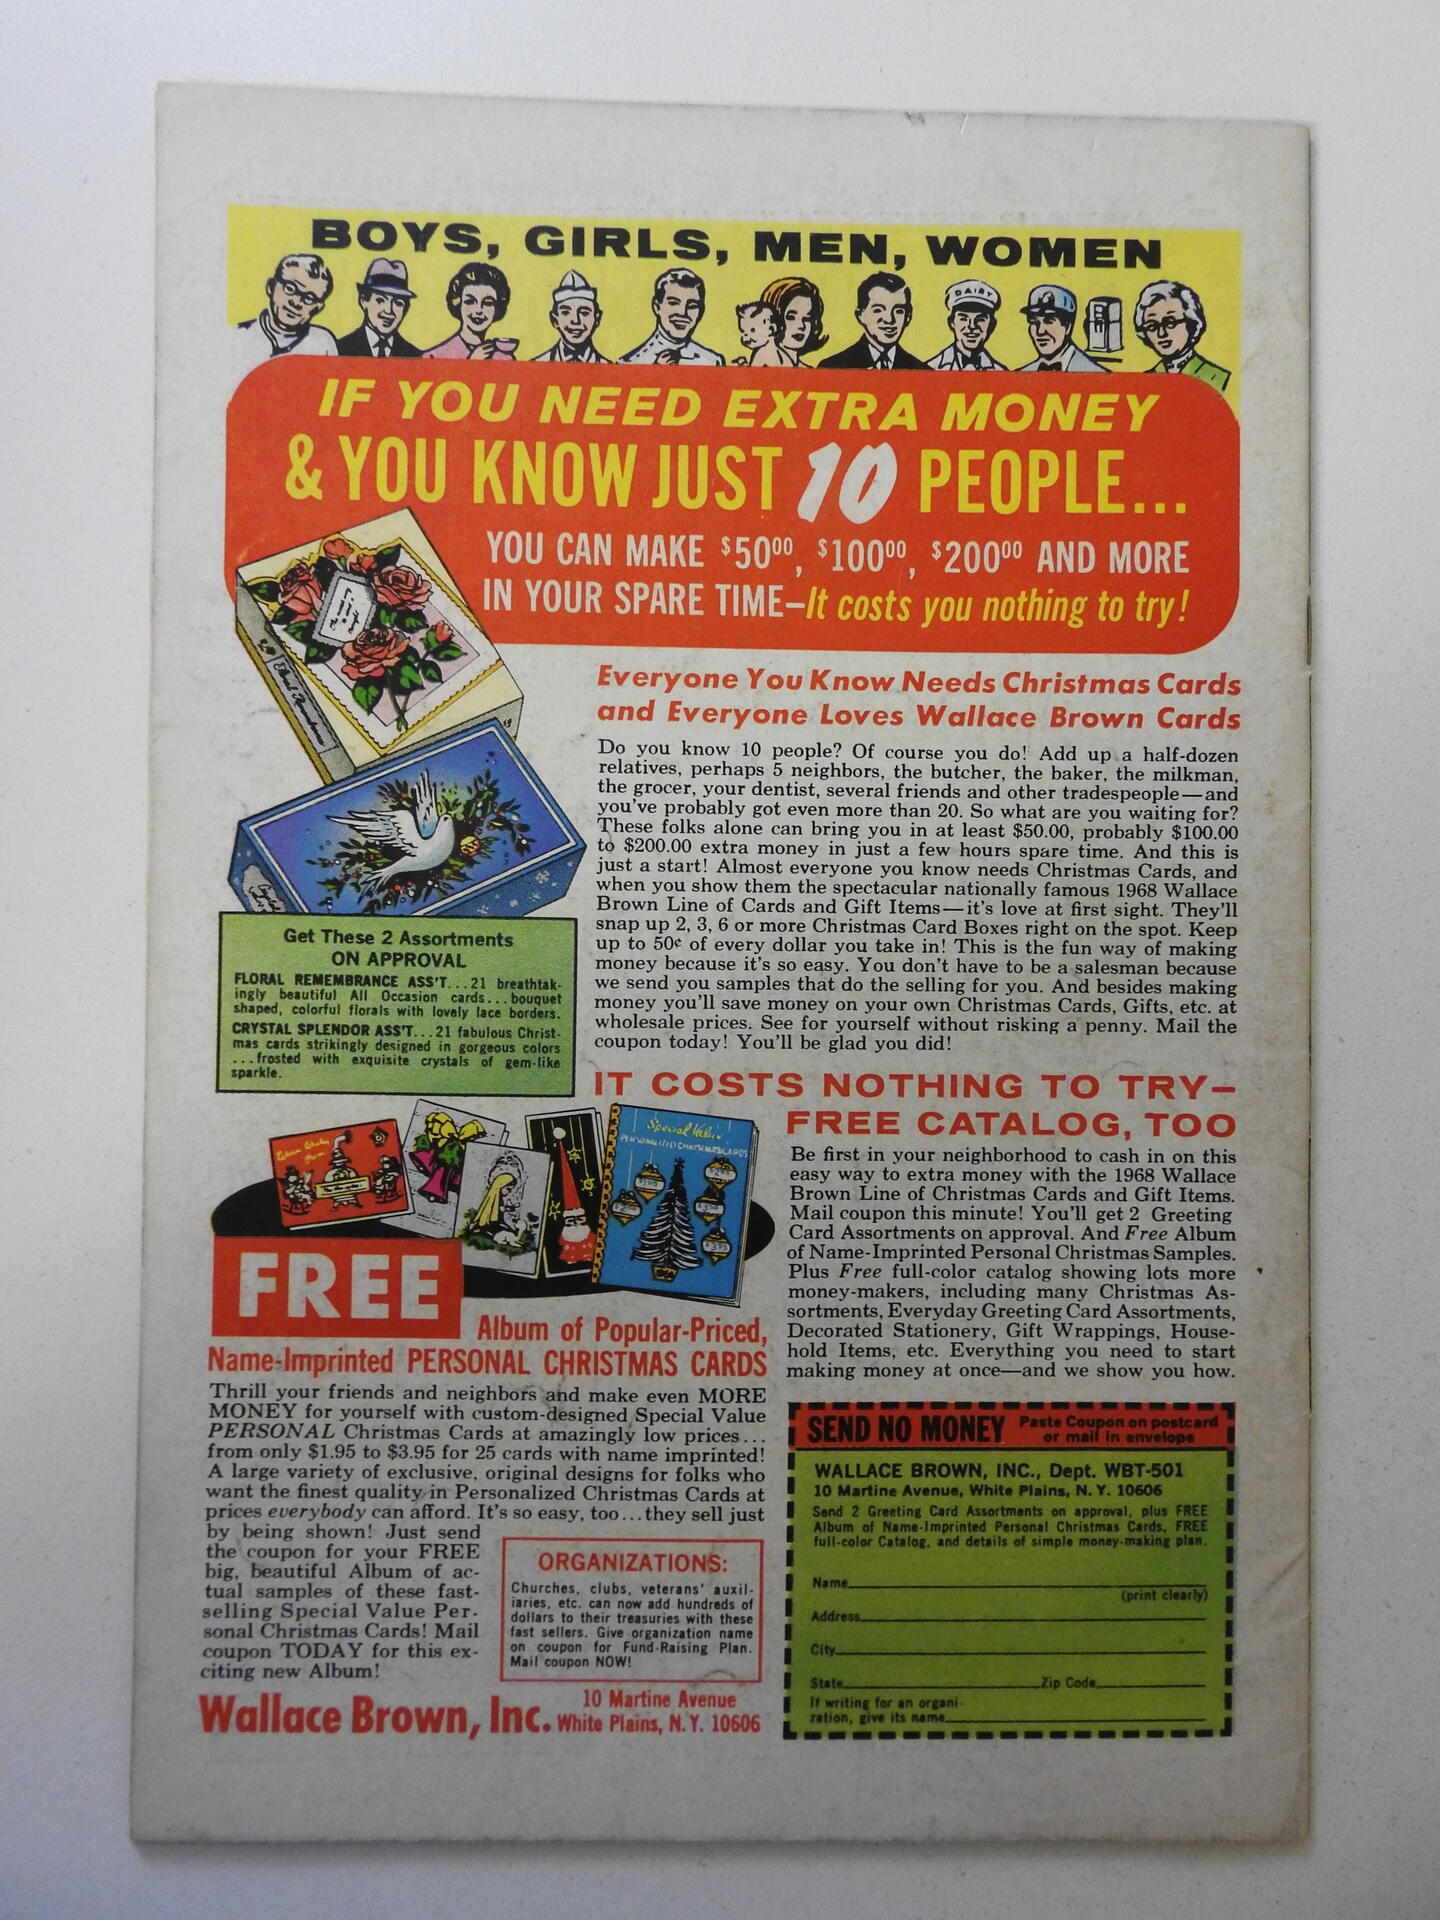 BOYS, GIRLS, MEN, WOMEN
DAIRY
IF YOU NEED EXTRA MONEY
& YOU KNOW JUST 10 PEOPLE...
YOU CAN MAKE $50⁰⁰, $100⁰⁰, $200⁰⁰ AND MORE
IN YOUR SPARE TIME—It costs you nothing to try!
Everyone You Know Needs Christmas Cards
and Everyone Loves Wallace Brown Cards
Do you know 10 people? Of course you do! Add up a half-dozen
relatives, perhaps 5 neighbors, the butcher, the baker, the milkman,
the grocer, your dentist, several friends and other tradespeople—and
you've probably got even more than 20. So what are you waiting for?
These folks alone can bring you in at least $50.00, probably $100.00
to $200.00 extra money in just a few hours spare time. And this is
just a start! Almost everyone you know needs Christmas Cards, and
when you show them the spectacular nationally famous 1968 Wallace
Brown Line of Cards and Gift Items—it's love at first sight. They'll
snap up 2, 3, 6 or more Christmas Card Boxes right on the spot. Keep
up to 50¢ of every dollar you take in! This is the fun way of making
money because it's so easy. You don't have to be a salesman because
we send you samples that do the selling for you. And besides making
money you'll save money on your own Christmas Cards, Gifts, etc. at
wholesale prices. See for yourself without risking a penny. Mail the
coupon today! You'll be glad you did!
Get These 2 Assortments
ON APPROVAL
FLORAL REMEMBRANCE ASS'T...21 breathtak-
ingly beautiful All Occasion cards...bouquet
shaped, colorful florals with lovely lace borders.
CRYSTAL SPLENDOR ASS'T...21 fabulous Christ-
mas cards strikingly designed in gorgeous colors
...frosted with exquisite crystals of gem-like
sparkle.
IT COSTS NOTHING TO TRY—
FREE CATALOG, TOO
Be first in your neighborhood to cash in on this
easy way to extra money with the 1968 Wallace
Brown Line of Christmas Cards and Gift Items.
Mail coupon this minute! You'll get 2 Greeting
Card Assortments on approval. And Free Album
of Name-Imprinted Personal Christmas Samples.
Plus Free full-color catalog showing lots more
money-makers, including many Christmas As-
sortments, Everyday Greeting Card Assortments,
Decorated Stationery, Gift Wrappings, House-
hold Items, etc. Everything you need to start
making money at once—and we show you how.
Special Value
PERSONALIZED CHRISTMAS CARDS
FREE
Album of Popular-Priced,
Name-Imprinted PERSONAL CHRISTMAS CARDS
Thrill your friends and neighbors and make even MORE
MONEY for yourself with custom-designed Special Value
PERSONAL Christmas Cards at amazingly low prices...
from only $1.95 to $3.95 for 25 cards with name imprinted!
A large variety of exclusive, original designs for folks who
want the finest quality in Personalized Christmas Cards at
prices everybody can afford. It's so easy, too...they sell just
by being shown! Just send
the coupon for your FREE
big, beautiful Album of ac-
tual samples of these fast-
selling Special Value Per-
sonal Christmas Cards! Mail
coupon TODAY for this ex-
citing new Album!
ORGANIZATIONS:
Churches, clubs, veterans' auxil-
iaries, etc. can now add hundreds of
dollars to their treasuries with these
fast sellers. Give organization name
on coupon for Fund-Raising Plan.
Mail coupon NOW!
Wallace Brown, Inc. 10 Martine Avenue
White Plains, N.Y. 10606
SEND NO MONEY Paste Coupon on postcard
or mail in envelope
WALLACE BROWN, INC., Dept. WBT-501
10 Martine Avenue, White Plains, N. Y. 10606
Send 2 Greeting Card Assortments on approval, plus FREE
Album of Name-Imprinted Personal Christmas Cards, FREE
full-color Catalog, and details of simple money-making plan.
Name
(print clearly)
Address
City
State Zip Code
If writing for an organi-
zation, give its name